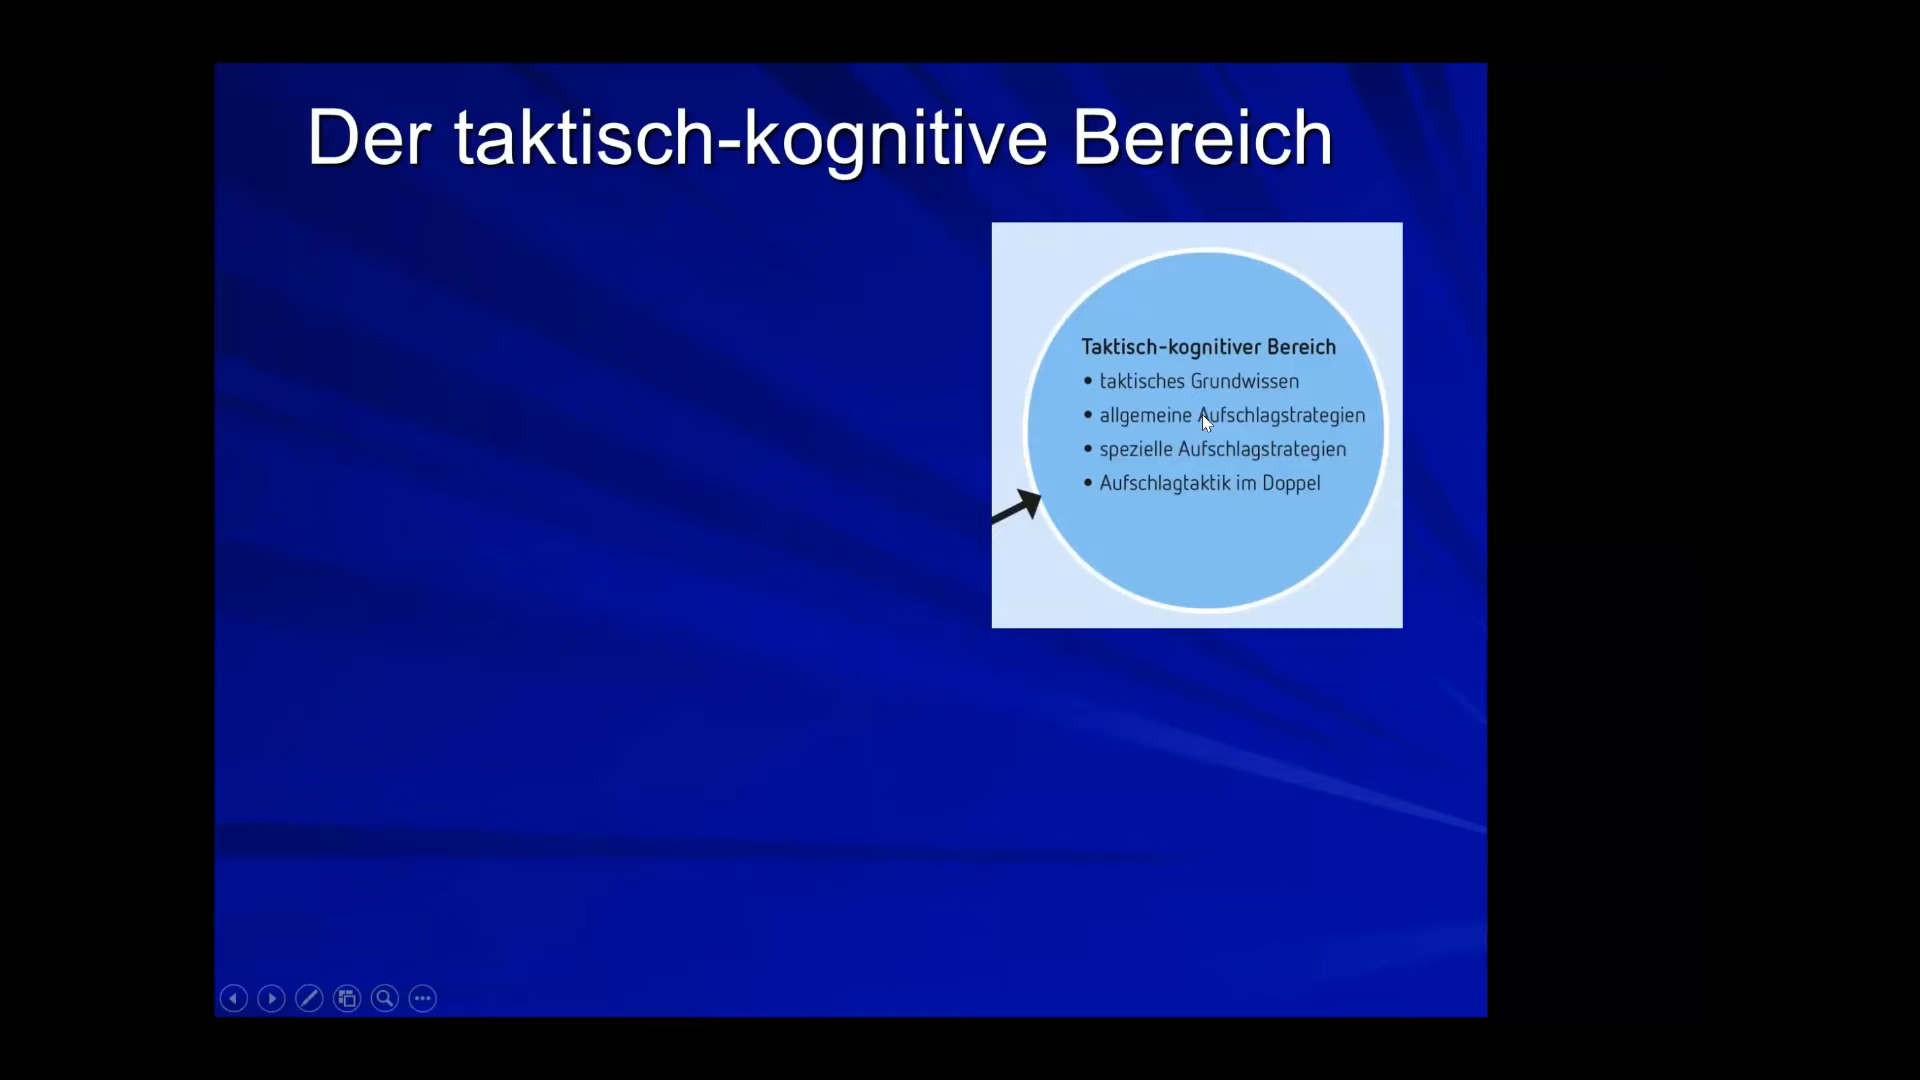 Der taktisch-kognitive Bereich
Taktisch-kognitiver Bereich
• taktisches Grundwissen
• allgemeine Aufschlagstrategien
• spezielle Aufschlagstrategien
• Aufschlagtaktik im Doppel